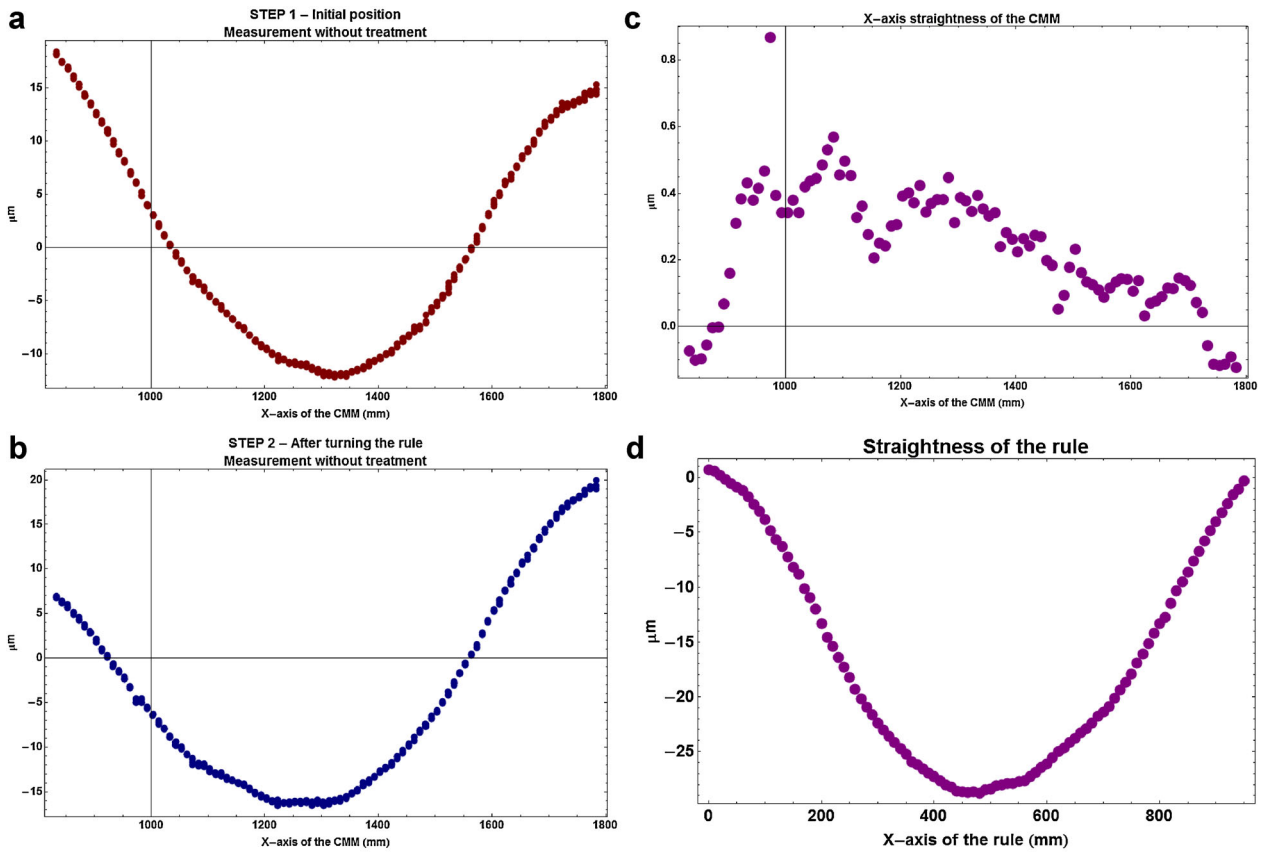 a
STEP 1 – Initial position
Measurement without treatment
15
10
5
0
−5
−10
μm
1000
1200
1400
1600
1800
X−axis of the CMM (mm)
b
STEP 2 – After turning the rule
Measurement without treatment
20
15
10
5
0
−5
−10
−15
μm
1000
1200
1400
1600
1800
X−axis of the CMM (mm)
c
X−axis straightness of the CMM
0.8
0.6
0.4
0.2
0.0
μm
1000
1200
1400
1600
1800
X−axis of the CMM (mm)
d
Straightness of the rule
0
−5
−10
−15
−20
−25
μm
0
200
400
600
800
X−axis of the rule (mm)